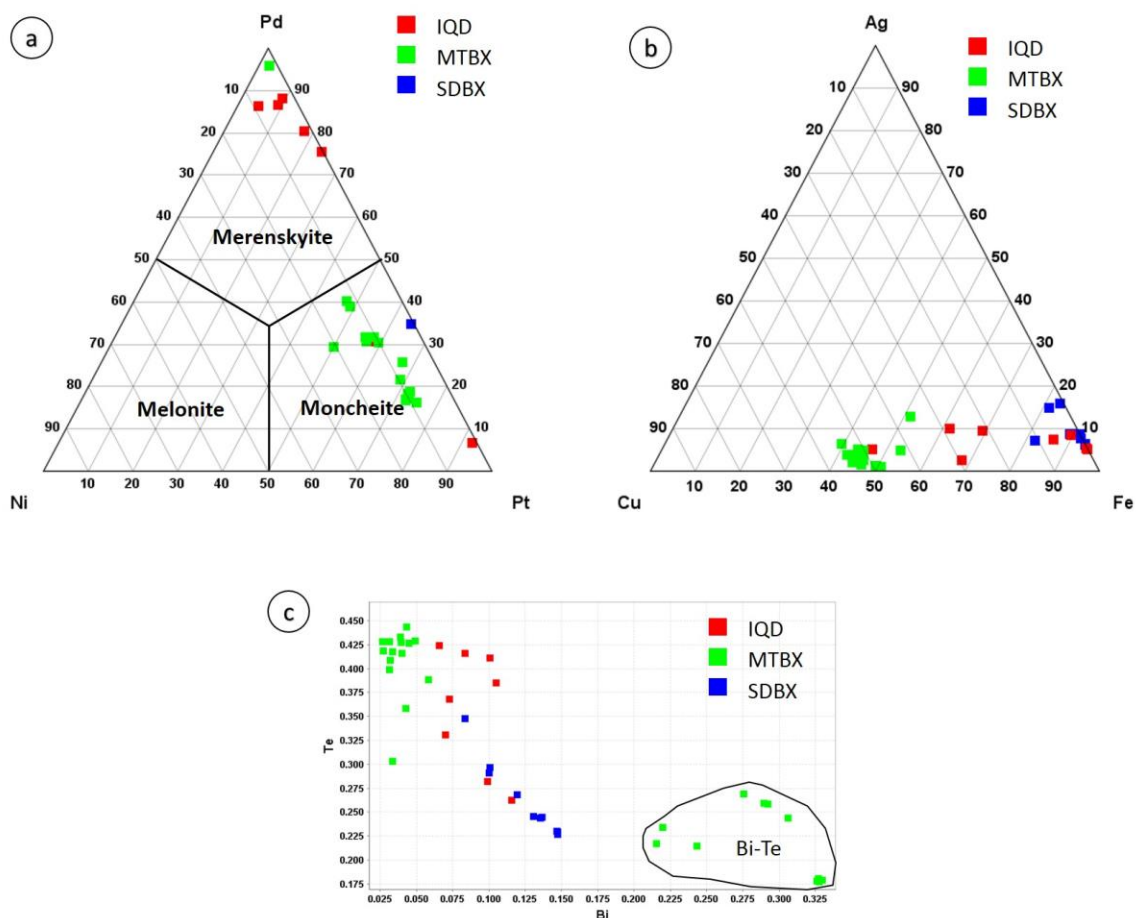 a
Pd
IQD
MTBX
SDBX
10
90
20
80
30
70
40
60
Merenskyite
50
50
60
40
70
30
80
20
Melonite
Moncheite
90
10
10 20 30 40 50 60 70 80 90
Ni
Pt
b
Ag
IQD
MTBX
SDBX
10
90
20
80
30
70
40
60
50
50
60
40
70
30
80
20
90
10
10 20 30 40 50 60 70 80 90
Cu
Fe
c
IQD
MTBX
SDBX
0.450
0.425
0.400
0.375
0.350
Te
0.325
0.300
0.275
0.250
0.225
Bi-Te
0.200
0.175
0.025 0.050 0.075 0.100 0.125 0.150 0.175 0.200 0.225 0.250 0.275 0.300 0.325
Bi